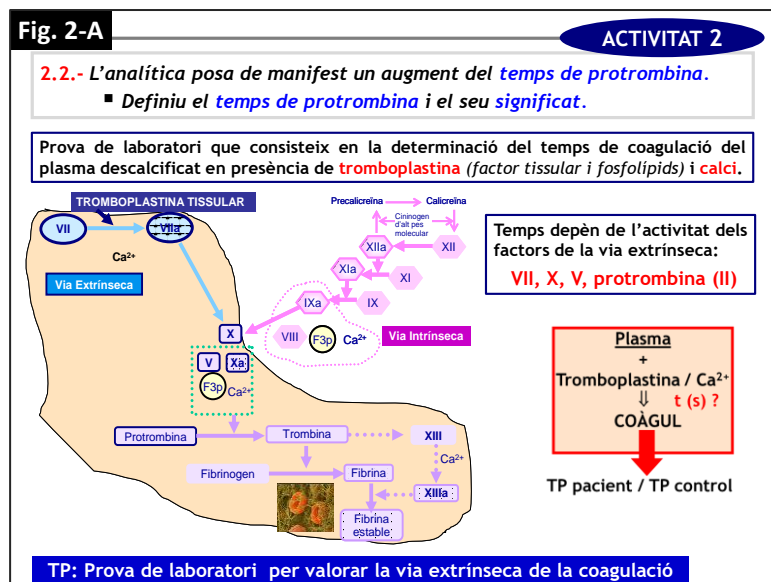 Fig. 2-A
ACTIVITAT 2
2.2.- L’analítica posa de manifest un augment del temps de protrombina.
▪ Definiu el temps de protrombina i el seu significat.
Prova de laboratori que consisteix en la determinació del temps de coagulació del
plasma descalcificat en presència de tromboplastina (factor tissular i fosfolípids) i calci.
TROMBOPLASTINA TISSULAR
VII
VIIa
Ca²⁺
Via Extrínseca
Precalicreïna
Calicreïna
Cininogen
d'alt pes
molecular
XIIa
XII
XIa
XI
IXa
IX
VIII
F3p
Ca²⁺
Via Intrínseca
X
V
Xa
F3p
Ca²⁺
Protrombina
Trombina
XIII
Ca²⁺
Fibrinogen
Fibrina
XIIIa
Fibrina
estable
Temps depèn de l’activitat dels
factors de la via extrínseca:
VII, X, V, protrombina (II)
Plasma
+
Tromboplastina / Ca²⁺
⇓ t (s) ?
COÀGUL
TP pacient / TP control
TP: Prova de laboratori per valorar la via extrínseca de la coagulació